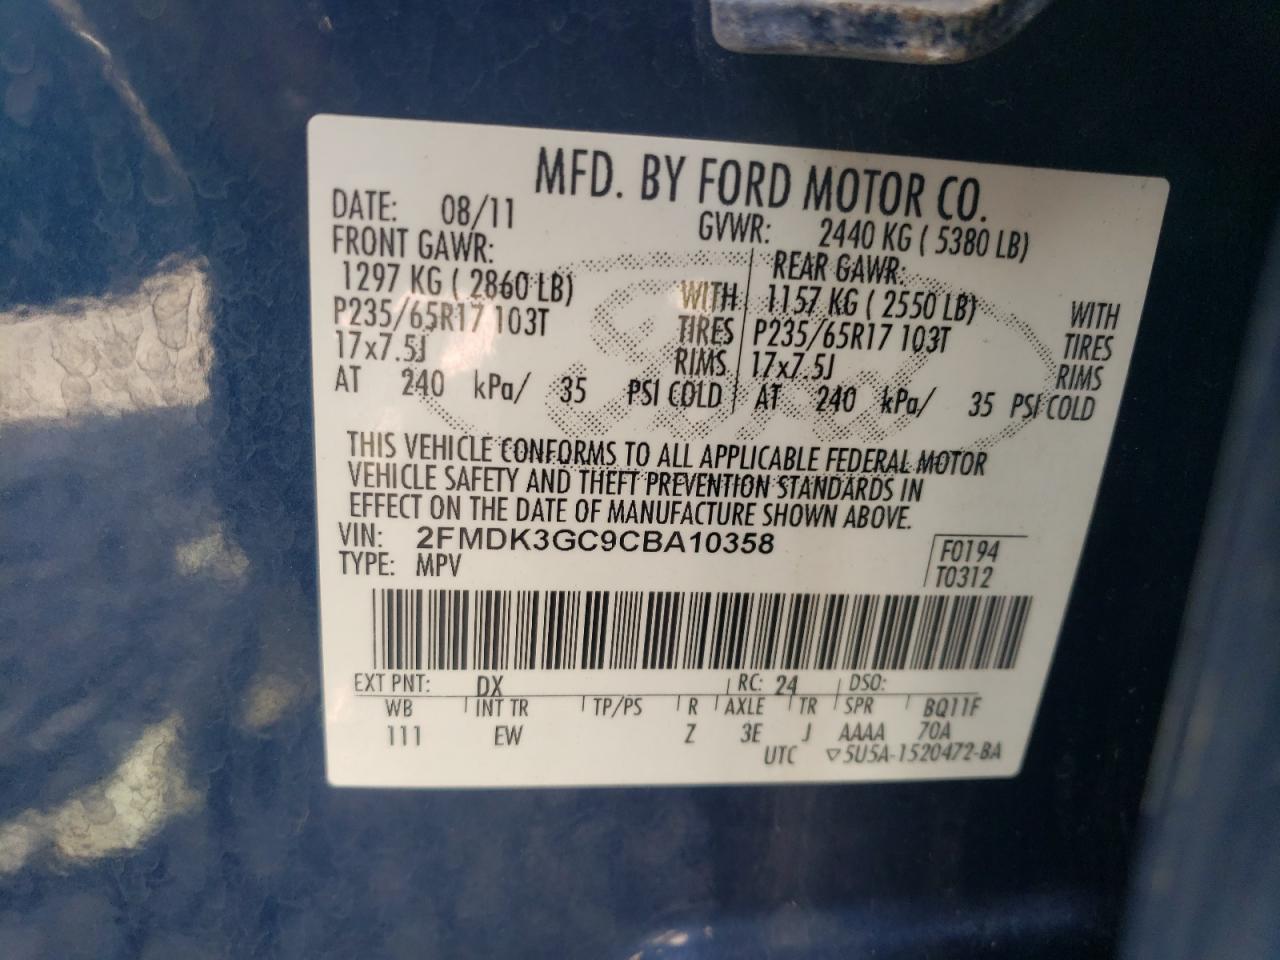 MFD. BY FORD MOTOR CO.
DATE: 08/11 GVWR: 2440 KG ( 5380 LB)
FRONT GAWR: REAR GAWR:
1297 KG ( 2860 LB) WITH 1157 KG ( 2550 LB) WITH
P235/65R17 103T TIRES P235/65R17 103T TIRES
17x7.5J RIMS 17x7.5J RIMS
AT 240 kPa/ 35 PSI COLD AT 240 kPa/ 35 PSI COLD
THIS VEHICLE CONFORMS TO ALL APPLICABLE FEDERAL MOTOR
VEHICLE SAFETY AND THEFT PREVENTION STANDARDS IN
EFFECT ON THE DATE OF MANUFACTURE SHOWN ABOVE.
VIN: 2FMDK3GC9CBA10358 F0194
TYPE: MPV T0312
EXT PNT: DX RC: 24 DSO:
WB INT TR TP/PS R AXLE TR SPR BQ11F
111 EW Z 3E J AAAA 70A
UTC ▽5U5A-1520472-BA